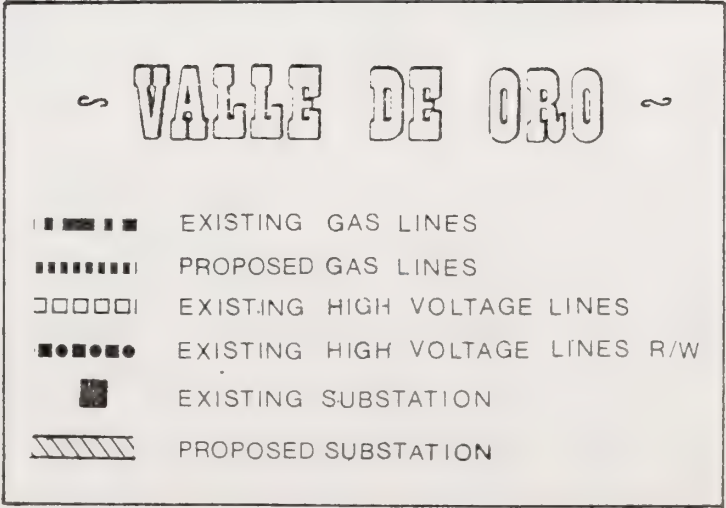 ~ VALLE DE ORO ~
EXISTING GAS LINES
PROPOSED GAS LINES
EXISTING HIGH VOLTAGE LINES
EXISTING HIGH VOLTAGE LINES R/W
EXISTING SUBSTATION
PROPOSED SUBSTATION